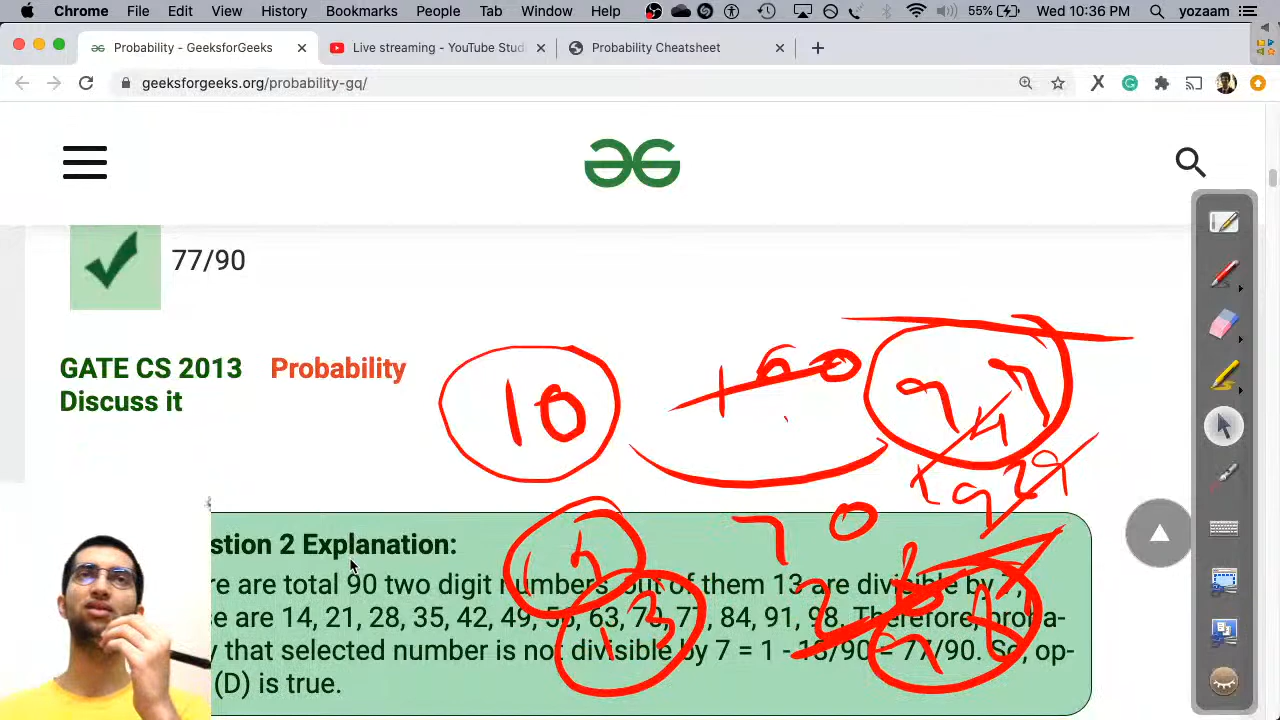 Chrome File Edit View History Bookmarks People Tab Window Help 55% Wed 10:36 PM yozaam
Probability - GeeksforGeeks Live streaming - YouTube Stud Probability Cheatsheet
geeksforgeeks.org/probability-gq/
77/90
GATE CS 2013 Probability
Discuss it
10
70
stion 2 Explanation:
re are total 90 two digit numbers, out of them 13 are divisible by 7,
se are 14, 21, 28, 35, 42, 49, 56, 63, 70, 77, 84, 91, 98. Therefore, proba-
y that selected number is not divisible by 7 = 1 - 13/90 = 77/90. So, op-
(D) is true.
13
98